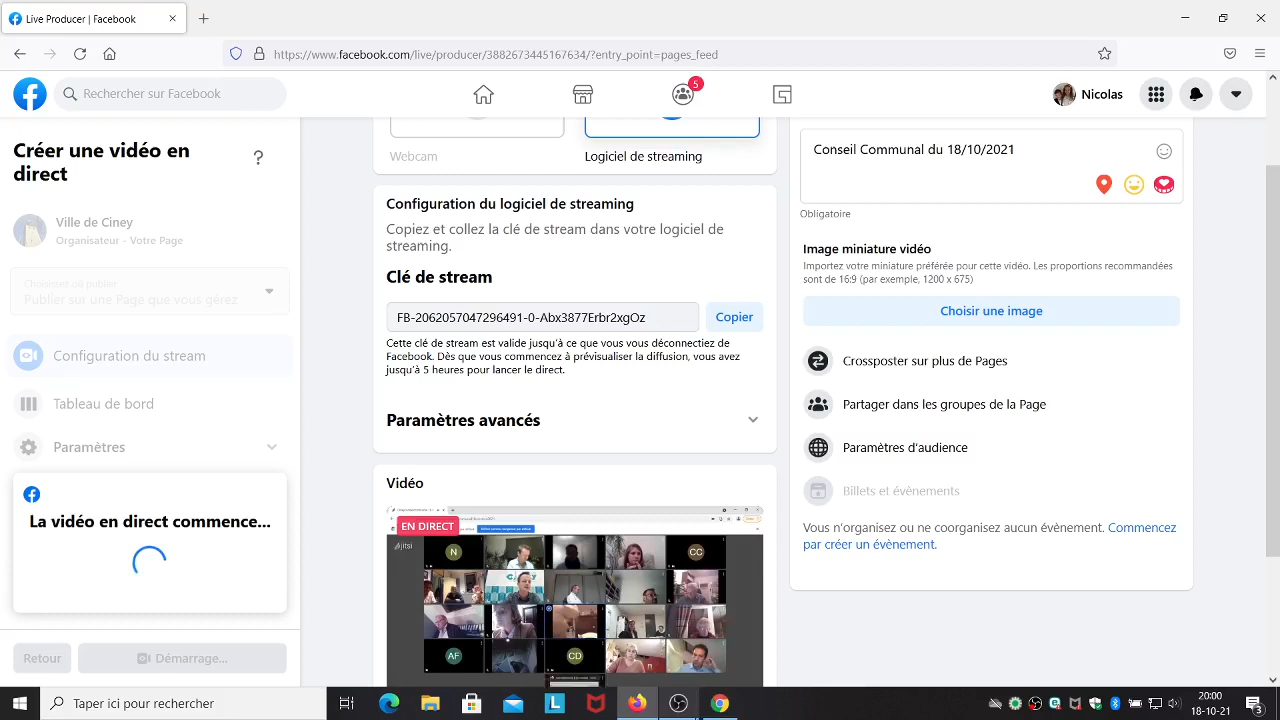 Live Producer | Facebook
https://www.facebook.com/live/producer/3882673445167634/?entry_point=pages_feed
Rechercher sur Facebook
5
Nicolas
Créer une vidéo en
direct
?
Ville de Ciney
Organisateur - Votre Page
Choisissez où publier
Publier sur une Page que vous gérez
Configuration du stream
Tableau de bord
Paramètres
La vidéo en direct commence...
Retour
Démarrage...
Webcam
Logiciel de streaming
Configuration du logiciel de streaming
Copiez et collez la clé de stream dans votre logiciel de
streaming.
Clé de stream
FB-2062057047296491-0-Abx3877Erbr2xgOz
Copier
Cette clé de stream est valide jusqu'à ce que vous vous déconnectiez de
Facebook. Dès que vous commencez à prévisualiser la diffusion, vous avez
jusqu'à 5 heures pour lancer le direct.
Paramètres avancés
Vidéo
EN DIRECT
jitsi
N
CC
AF
CD
Conseil Communal du 18/10/2021
Obligatoire
Image miniature vidéo
Importez votre miniature préférée pour cette vidéo. Les proportions recommandées
sont de 16:9 (par exemple, 1200 x 675)
Choisir une image
Crossposter sur plus de Pages
Partager dans les groupes de la Page
Paramètres d'audience
Billets et évènements
Vous n'organisez ou ne coorganisez aucun évènement. Commencez
par créer un évènement.
Taper ici pour rechercher
L
20:00
18-10-21
3